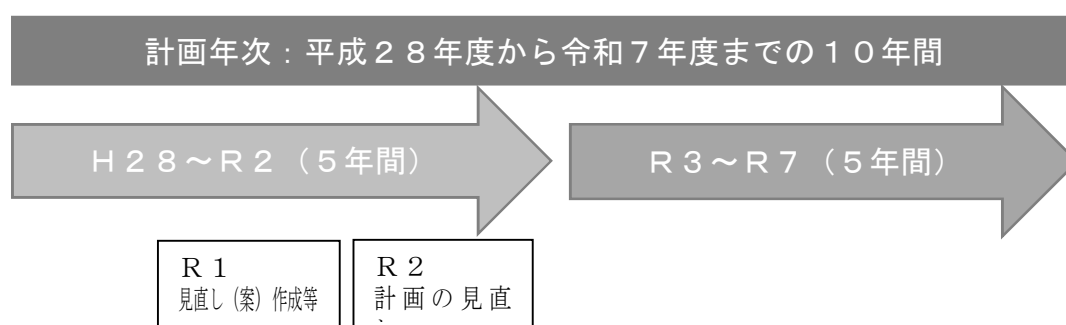 計画年次:平成28年度から令和7年度までの10年間
H28~R2(5年間)
R3~R7(5年間)
R1
見直し(案)作成等
R2
計画の見直